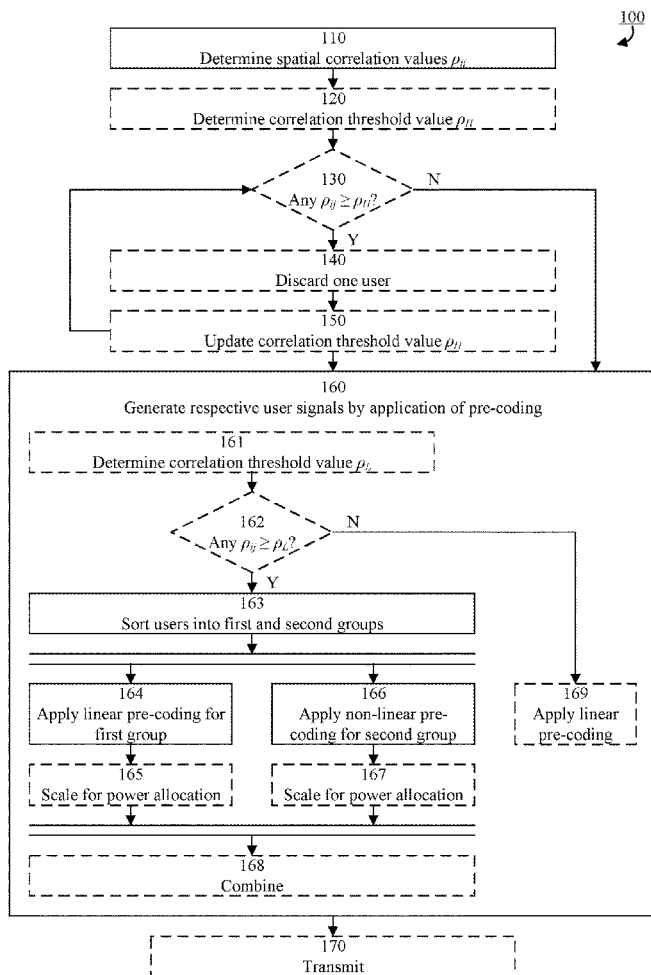 100
110
Determine spatial correlation values ρij
120
Determine correlation threshold value ρH
130
N
Any ρij ≥ ρH?
Y
140
Discard one user
150
Update correlation threshold value ρH
160
Generate respective user signals by application of pre-coding
161
Determine correlation threshold value ρL
162
N
Any ρij ≥ ρL?
Y
163
Sort users into first and second groups
164
Apply linear pre-coding for
first group
166
Apply non-linear pre-
coding for second group
169
Apply linear
pre-coding
165
Scale for power allocation
167
Scale for power allocation
168
Combine
170
Transmit